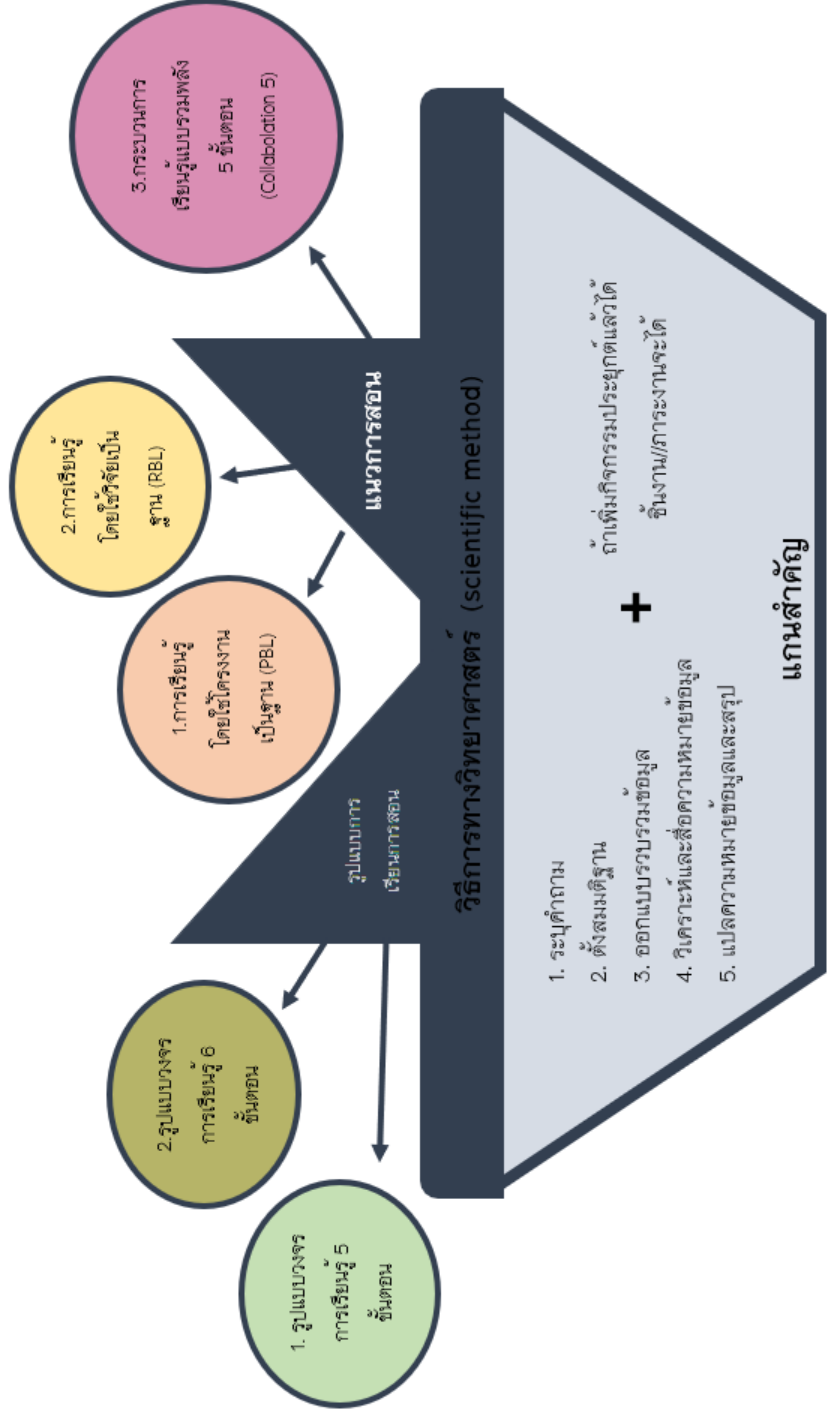 1. รูปแบบวงจร
การเรียนรู้ 5
ขั้นตอน
2.รูปแบบวงจร
การเรียนรู้ 6
ขั้นตอน
รูปแบบการ
เรียนการสอน
1.การเรียนรู้
โดยใช้โครงงาน
เป็นฐาน (PBL)
2.การเรียนรู้
โดยใช้วิจัยเป็น
ฐาน (RBL)
3.กระบวนการ
เรียนรู้แบบรวมพลัง
5 ขั้นตอน
(Collabolation 5)
แนวการสอน
วิธีการทางวิทยาศาสตร์ (scientific method)
1. ระบุคำถาม
2. ตั้งสมมติฐาน
3. ออกแบบรวบรวมข้อมูล
4. วิเคราะห์และสื่อความหมายข้อมูล
5. แปลความหมายข้อมูลและสรุป
+
ถ้าเพิ่มกิจกรรมประยุกต์แล้วได้
ชิ้นงาน//ภาระงานจะได้
แกนสำคัญ